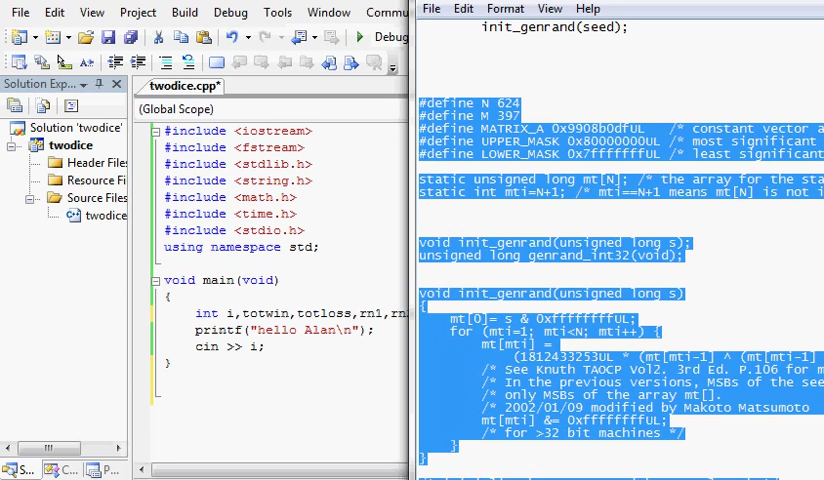 File Edit View Project Build Debug Tools Window Commu
Debug
Solution Exp...
Solution 'twodice'
twodice
Header Files
Resource Fi
Source Files
twodice
S...
C...
P...
twodice.cpp*
(Global Scope)
#include <iostream>
#include <fstream>
#include <stdlib.h>
#include <string.h>
#include <math.h>
#include <time.h>
#include <stdio.h>
using namespace std;
void main(void)
{
int i,totwin,totloss,rn1,rn
printf("hello Alan\n");
cin >> i;
}
File Edit Format View Help
init_genrand(seed);
#define N 624
#define M 397
#define MATRIX_A 0x9908b0dfUL /* constant vector a
#define UPPER_MASK 0x80000000UL /* most significant
#define LOWER_MASK 0x7fffffffUL /* least significant
static unsigned long mt[N]; /* the array for the sta
static int mti=N+1; /* mti==N+1 means mt[N] is not i
void init_genrand(unsigned long s);
unsigned long genrand_int32(void);
void init_genrand(unsigned long s)
{
mt[0]= s & 0xffffffffUL;
for (mti=1; mti<N; mti++) {
mt[mti] =
(1812433253UL * (mt[mti-1] ^ (mt[mti-1]
/* See Knuth TAOCP Vol2. 3rd Ed. P.106 for m
/* In the previous versions, MSBs of the see
/* only MSBs of the array mt[].
/* 2002/01/09 modified by Makoto Matsumoto
mt[mti] &= 0xffffffffUL;
/* for >32 bit machines */
}
}